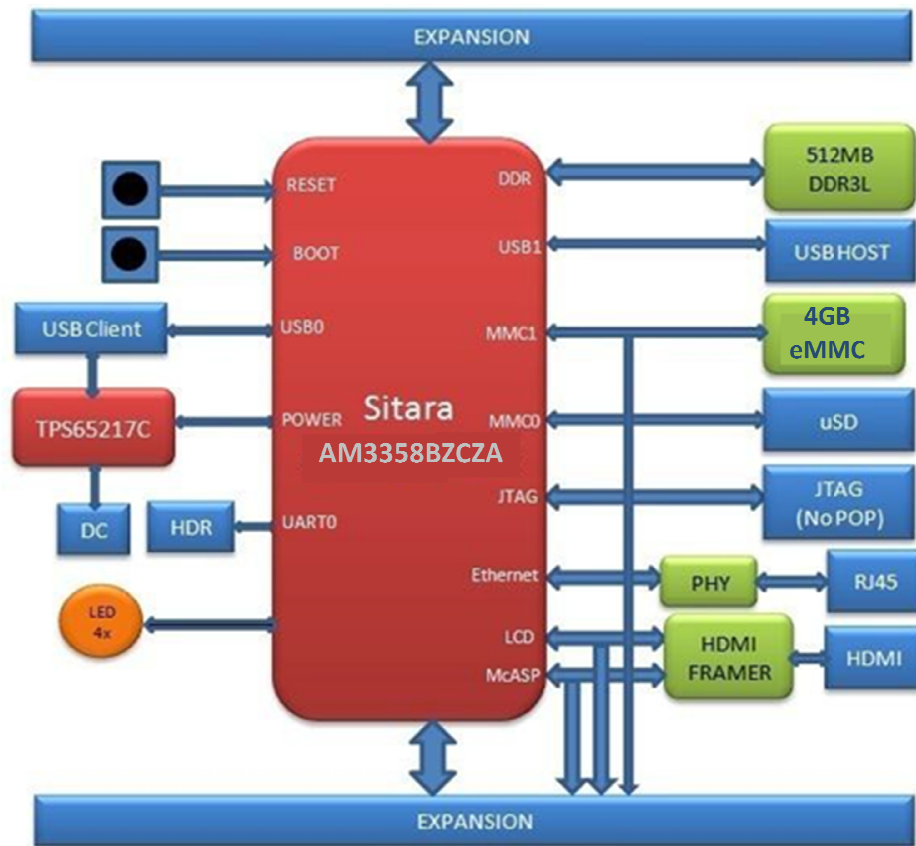 EXPANSION
RESET
BOOT
USB Client
USB0
TPS65217C
POWER
DC
HDR
UART0
LED
4x
Sitara
AM3358BZCZA
DDR
512MB
DDR3L
USB1
USB HOST
MMC1
4GB
eMMC
MMC0
uSD
JTAG
JTAG
(No POP)
Ethernet
PHY
RJ45
LCD
McASP
HDMI
FRAMER
HDMI
EXPANSION